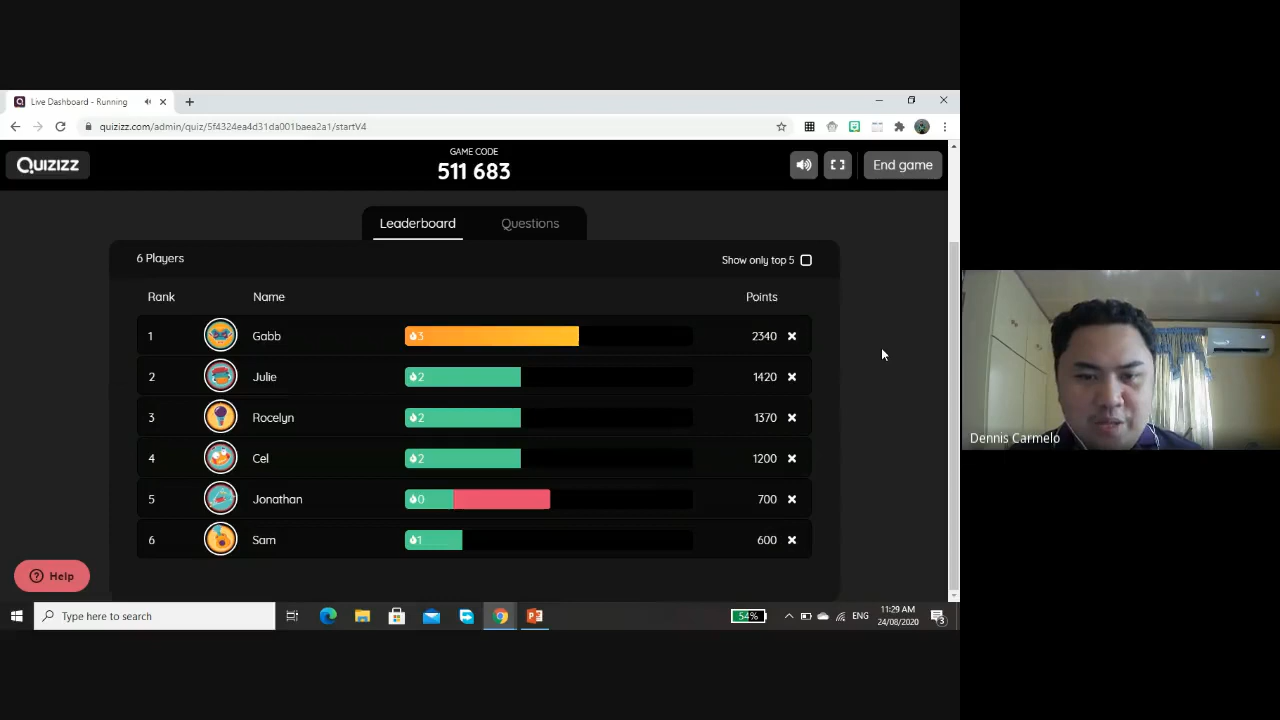 Live Dashboard - Running
quizizz.com/admin/quiz/5f4324ea4d31da001baea2a1/startV4
Quizizz
GAME CODE
511 683
End game
Leaderboard Questions
6 Players Show only top 5
Rank Name Points
1 Gabb 3 2340
2 Julie 2 1420
3 Rocelyn 2 1370
4 Cel 2 1200
5 Jonathan 0 700
6 Sam 1 600
Help
Dennis Carmelo
Type here to search
54%
ENG
11:29 AM
24/08/2020
3